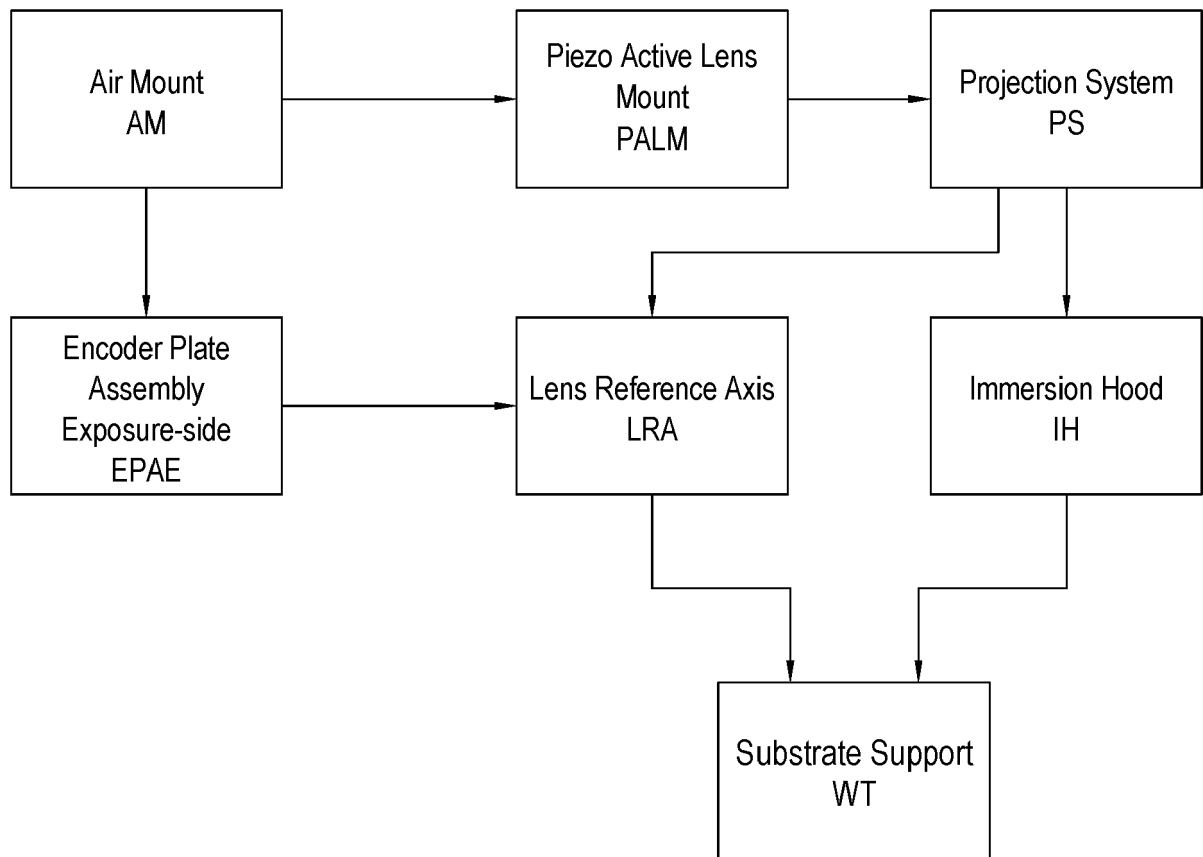 Air Mount
AM
Piezo Active Lens
Mount
PALM
Projection System
PS
Encoder Plate
Assembly
Exposure-side
EPAE
Lens Reference Axis
LRA
Immersion Hood
IH
Substrate Support
WT